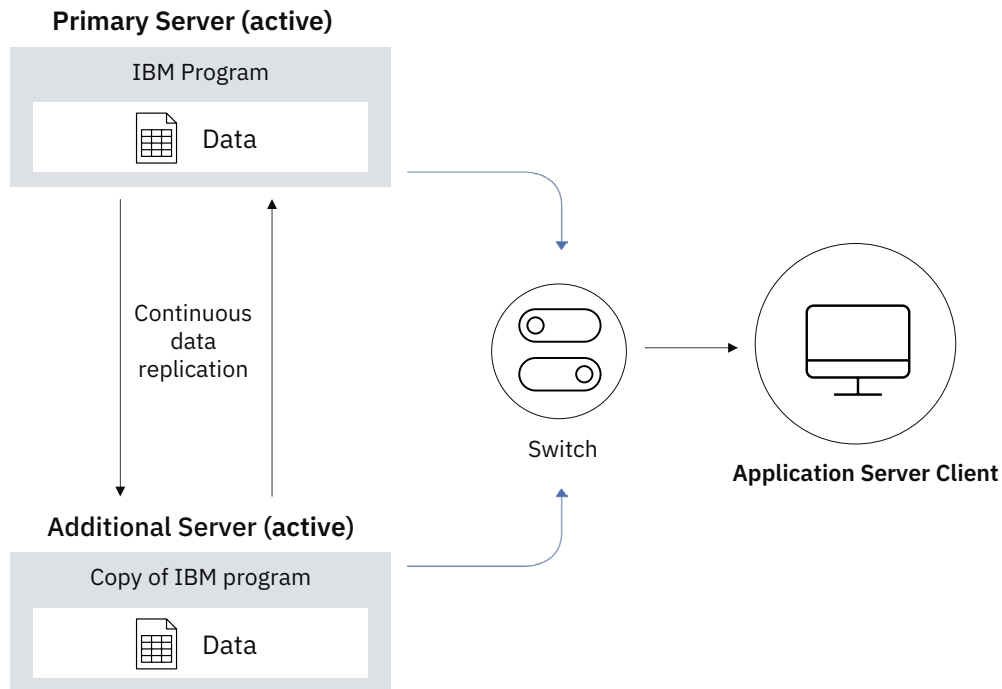 Primary Server (active)
IBM Program
Data
Continuous
data
replication
Switch
Application Server Client
Additional Server (active)
Copy of IBM program
Data